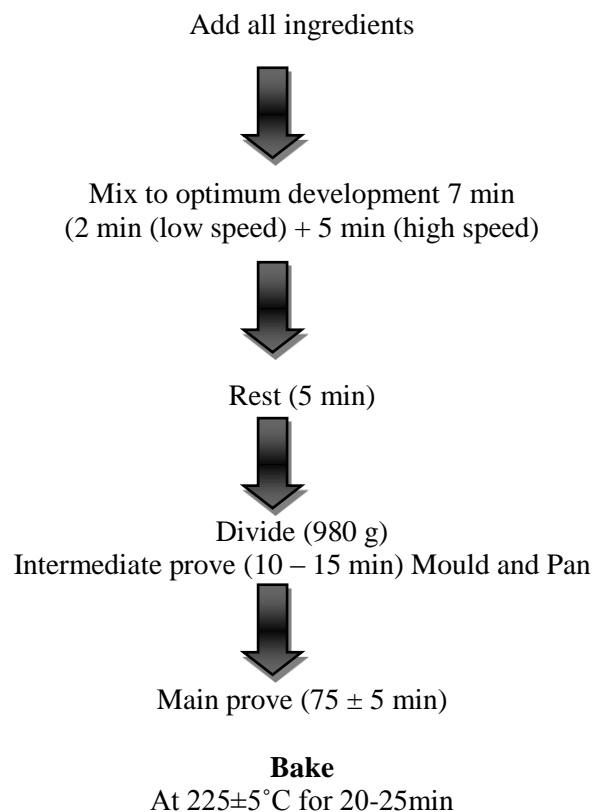 Add all ingredients
Mix to optimum development 7 min
(2 min (low speed) + 5 min (high speed)
Rest (5 min)
Divide (980 g)
Intermediate prove (10 – 15 min) Mould and Pan
Main prove (75 ± 5 min)
Bake
At 225±5˚C for 20-25min